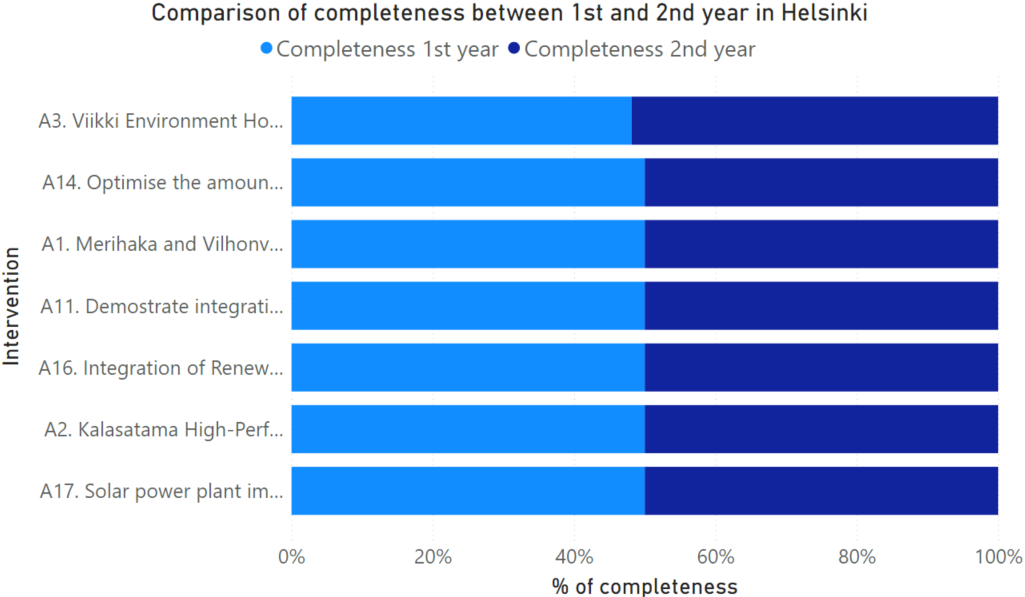 Comparison of completeness between 1st and 2nd year in Helsinki
Completeness 1st year Completeness 2nd year
Intervention
A3. Viikki Environment Ho...
A14. Optimise the amoun...
A1. Merihaka and Vilhonv...
A11. Demostrate integrati...
A16. Integration of Renew...
A2. Kalasatama High-Perf...
A17. Solar power plant im...
0% 20% 40% 60% 80% 100%
% of completeness